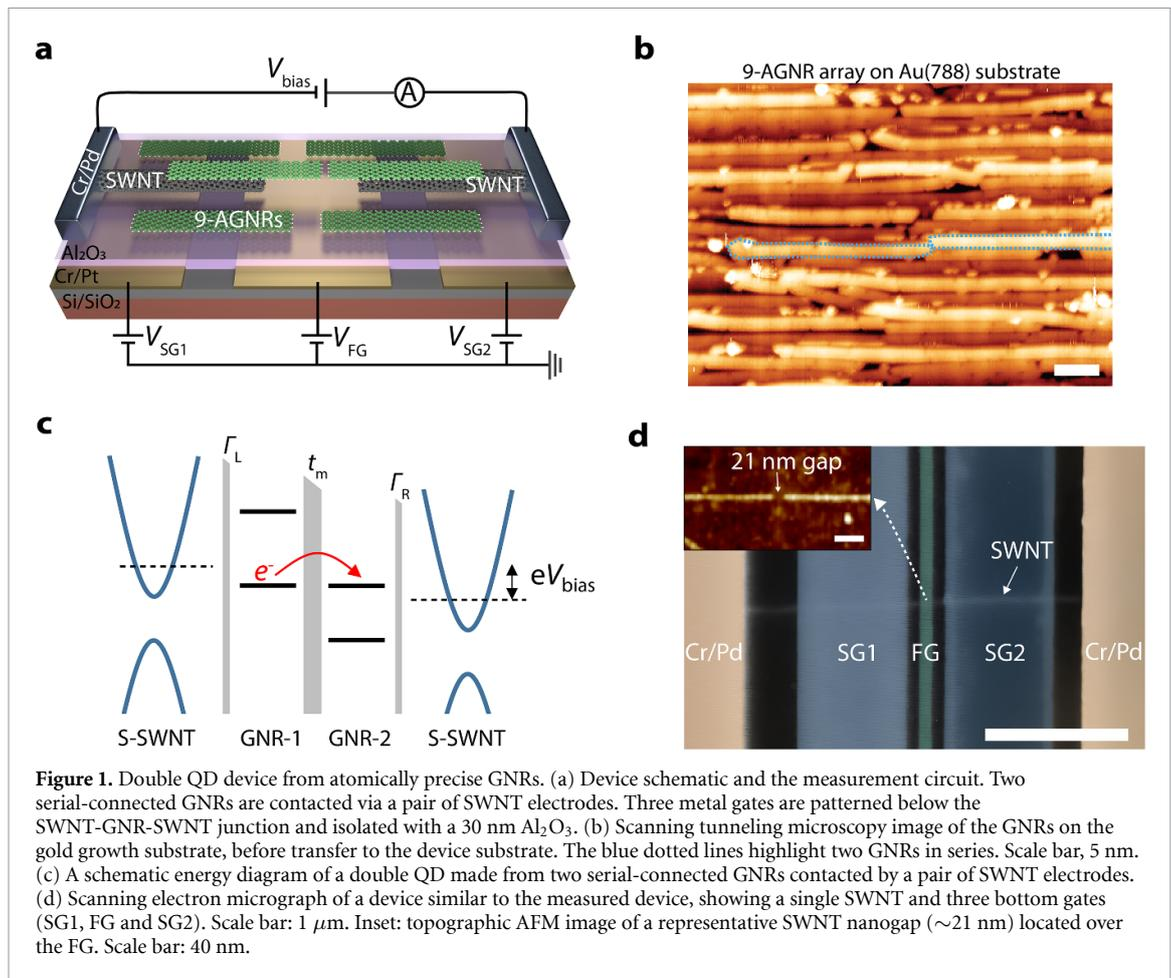 a
V_bias
A
Cr/Pd
SWNT
SWNT
9-AGNRs
Al₂O₃
Cr/Pt
Si/SiO₂
V_SG1
V_FG
V_SG2
b
9-AGNR array on Au(788) substrate
c
Γ_L
t_m
Γ_R
e⁻
eV_bias
S-SWNT
GNR-1
GNR-2
S-SWNT
d
21 nm gap
SWNT
Cr/Pd
SG1
FG
SG2
Cr/Pd
Figure 1. Double QD device from atomically precise GNRs. (a) Device schematic and the measurement circuit. Two
serial-connected GNRs are contacted via a pair of SWNT electrodes. Three metal gates are patterned below the
SWNT-GNR-SWNT junction and isolated with a 30 nm Al₂O₃. (b) Scanning tunneling microscopy image of the GNRs on the
gold growth substrate, before transfer to the device substrate. The blue dotted lines highlight two GNRs in series. Scale bar, 5 nm.
(c) A schematic energy diagram of a double QD made from two serial-connected GNRs contacted by a pair of SWNT electrodes.
(d) Scanning electron micrograph of a device similar to the measured device, showing a single SWNT and three bottom gates
(SG1, FG and SG2). Scale bar: 1 μm. Inset: topographic AFM image of a representative SWNT nanogap (∼21 nm) located over
the FG. Scale bar: 40 nm.